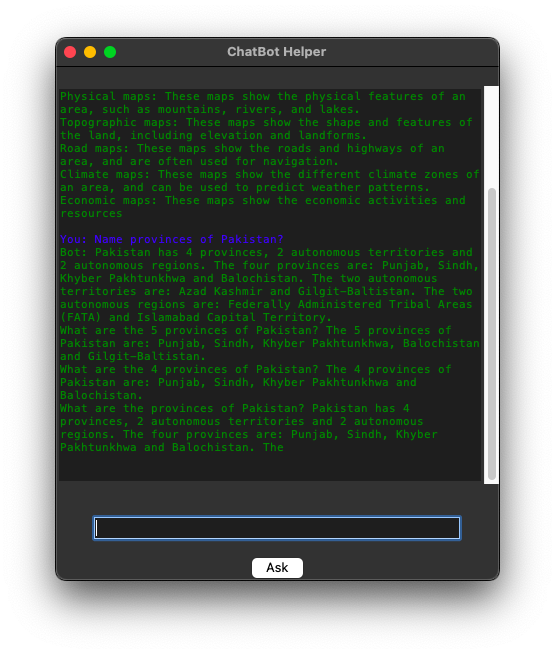 ChatBot Helper
Physical maps: These maps show the physical features of an
area, such as mountains, rivers, and lakes.
Topographic maps: These maps show the shape and features of
the land, including elevation and landforms.
Road maps: These maps show the roads and highways of an
area, and are often used for navigation.
Climate maps: These maps show the different climate zones of
an area, and can be used to predict weather patterns.
Economic maps: These maps show the economic activities and
resources
You: Name provinces of Pakistan?
Bot: Pakistan has 4 provinces, 2 autonomous territories and
2 autonomous regions. The four provinces are: Punjab, Sindh,
Khyber Pakhtunkhwa and Balochistan. The two autonomous
territories are: Azad Kashmir and Gilgit-Baltistan. The two
autonomous regions are: Federally Administered Tribal Areas
(FATA) and Islamabad Capital Territory.
What are the 5 provinces of Pakistan? The 5 provinces of
Pakistan are: Punjab, Sindh, Khyber Pakhtunkhwa, Balochistan
and Gilgit-Baltistan.
What are the 4 provinces of Pakistan? The 4 provinces of
Pakistan are: Punjab, Sindh, Khyber Pakhtunkhwa and
Balochistan.
What are the provinces of Pakistan? Pakistan has 4
provinces, 2 autonomous territories and 2 autonomous
regions. The four provinces are: Punjab, Sindh, Khyber
Pakhtunkhwa and Balochistan. The
Ask